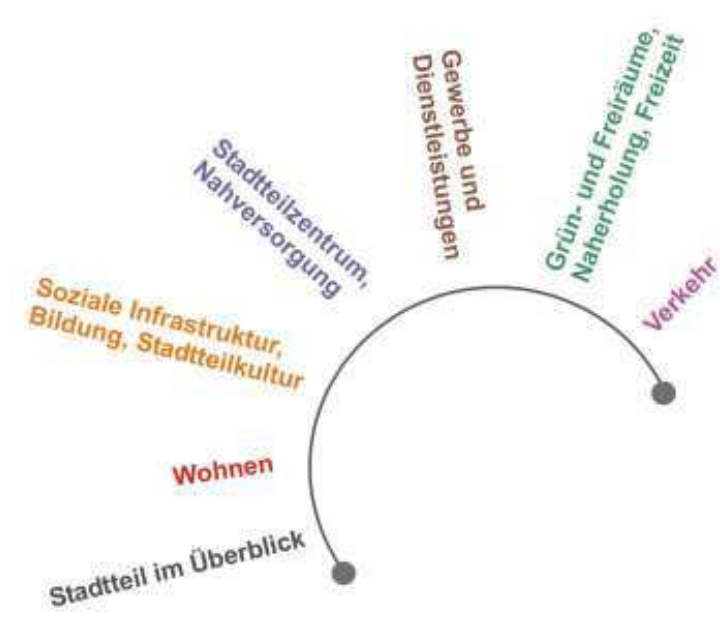 Stadtteil im Überblick
Wohnen
Soziale Infrastruktur,
Bildung, Stadtteilkultur
Stadtteilzentrum,
Nahversorgung
Gewerbe und
Dienstleistungen
Grün- und Freiräume,
Naherholung, Freizeit
Verkehr